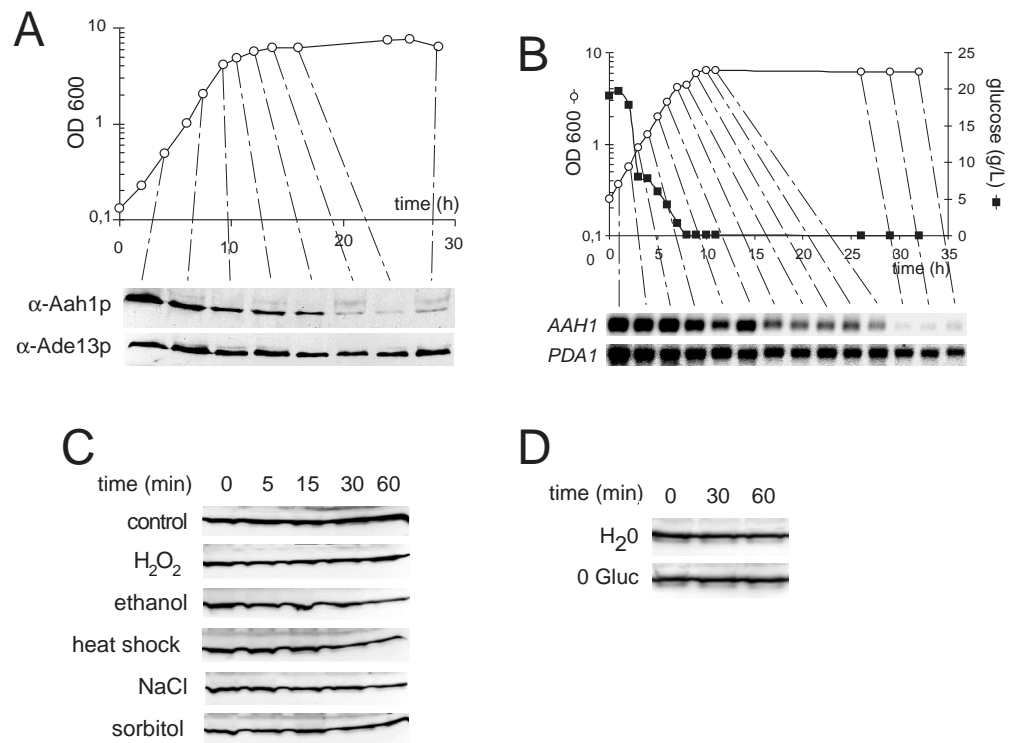 A
10
1
0,1
OD 600
time (h)
0
10
20
30
α-Aah1p
α-Ade13p
B
10
1
0,1
OD 600
25
20
15
10
5
0
glucose (g/L)
0
0
5
10
15
20
25
30
35
time (h)
AAH1
PDA1
C
time (min) 0 5 15 30 60
control
H2O2
ethanol
heat shock
NaCl
sorbitol
D
time (min) 0 30 60
H20
0 Gluc